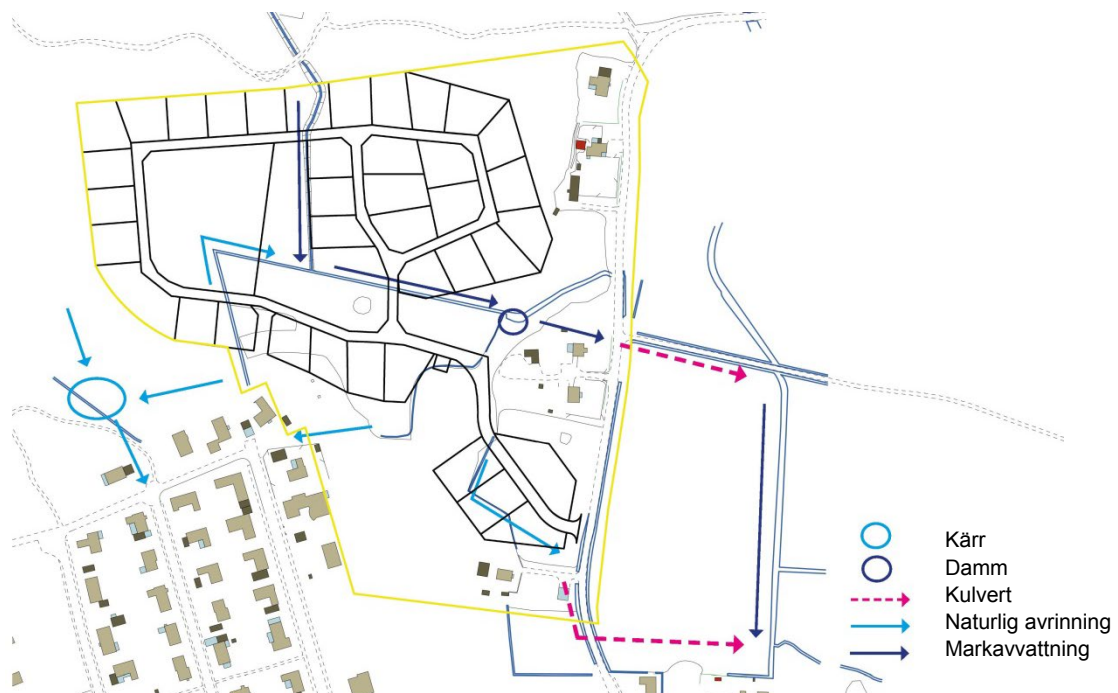 Kärr
Damm
Kulvert
Naturlig avrinning
Markavvattning